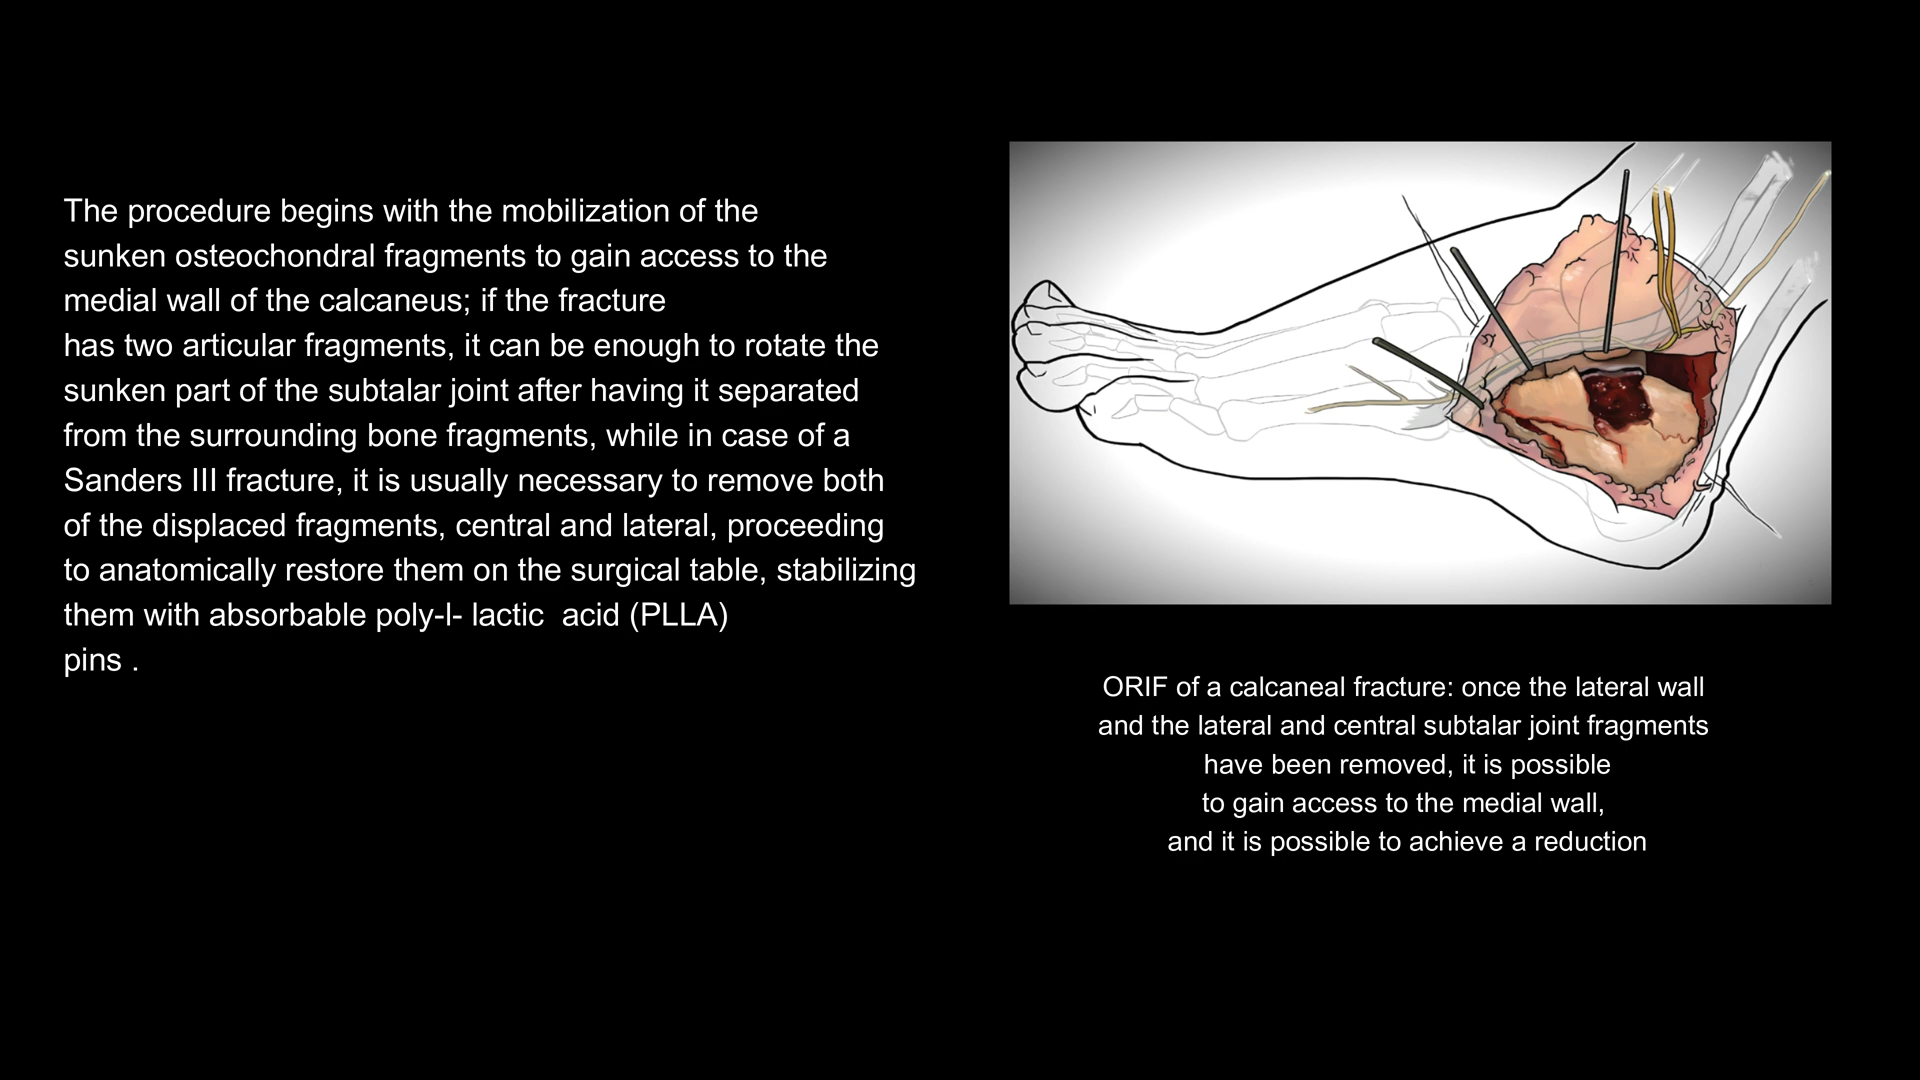 The procedure begins with the mobilization of the
sunken osteochondral fragments to gain access to the
medial wall of the calcaneus; if the fracture
has two articular fragments, it can be enough to rotate the
sunken part of the subtalar joint after having it separated
from the surrounding bone fragments, while in case of a
Sanders III fracture, it is usually necessary to remove both
of the displaced fragments, central and lateral, proceeding
to anatomically restore them on the surgical table, stabilizing
them with absorbable poly-l- lactic  acid (PLLA)
pins .
ORIF of a calcaneal fracture: once the lateral wall
and the lateral and central subtalar joint fragments
have been removed, it is possible
to gain access to the medial wall,
and it is possible to achieve a reduction